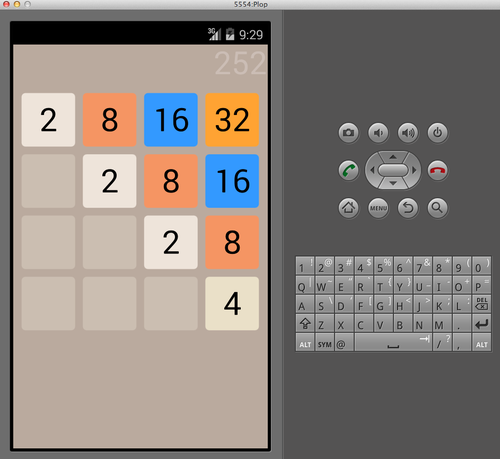 5554:Plop
3G 9:29
252
2 8 16 32
2 8 16
2 8
4
MENU
1 ! 2 @ 3 # 4 $ 5 % 6 ^ 7 & 8 * 9 ( 0 )
Q | W ~ E " R ` T { Y } U _ I - O + P =
A S \ D ' F [ G ] H < J > K ; L : DEL
Z X C V B N M .
ALT SYM @ / ? , ALT